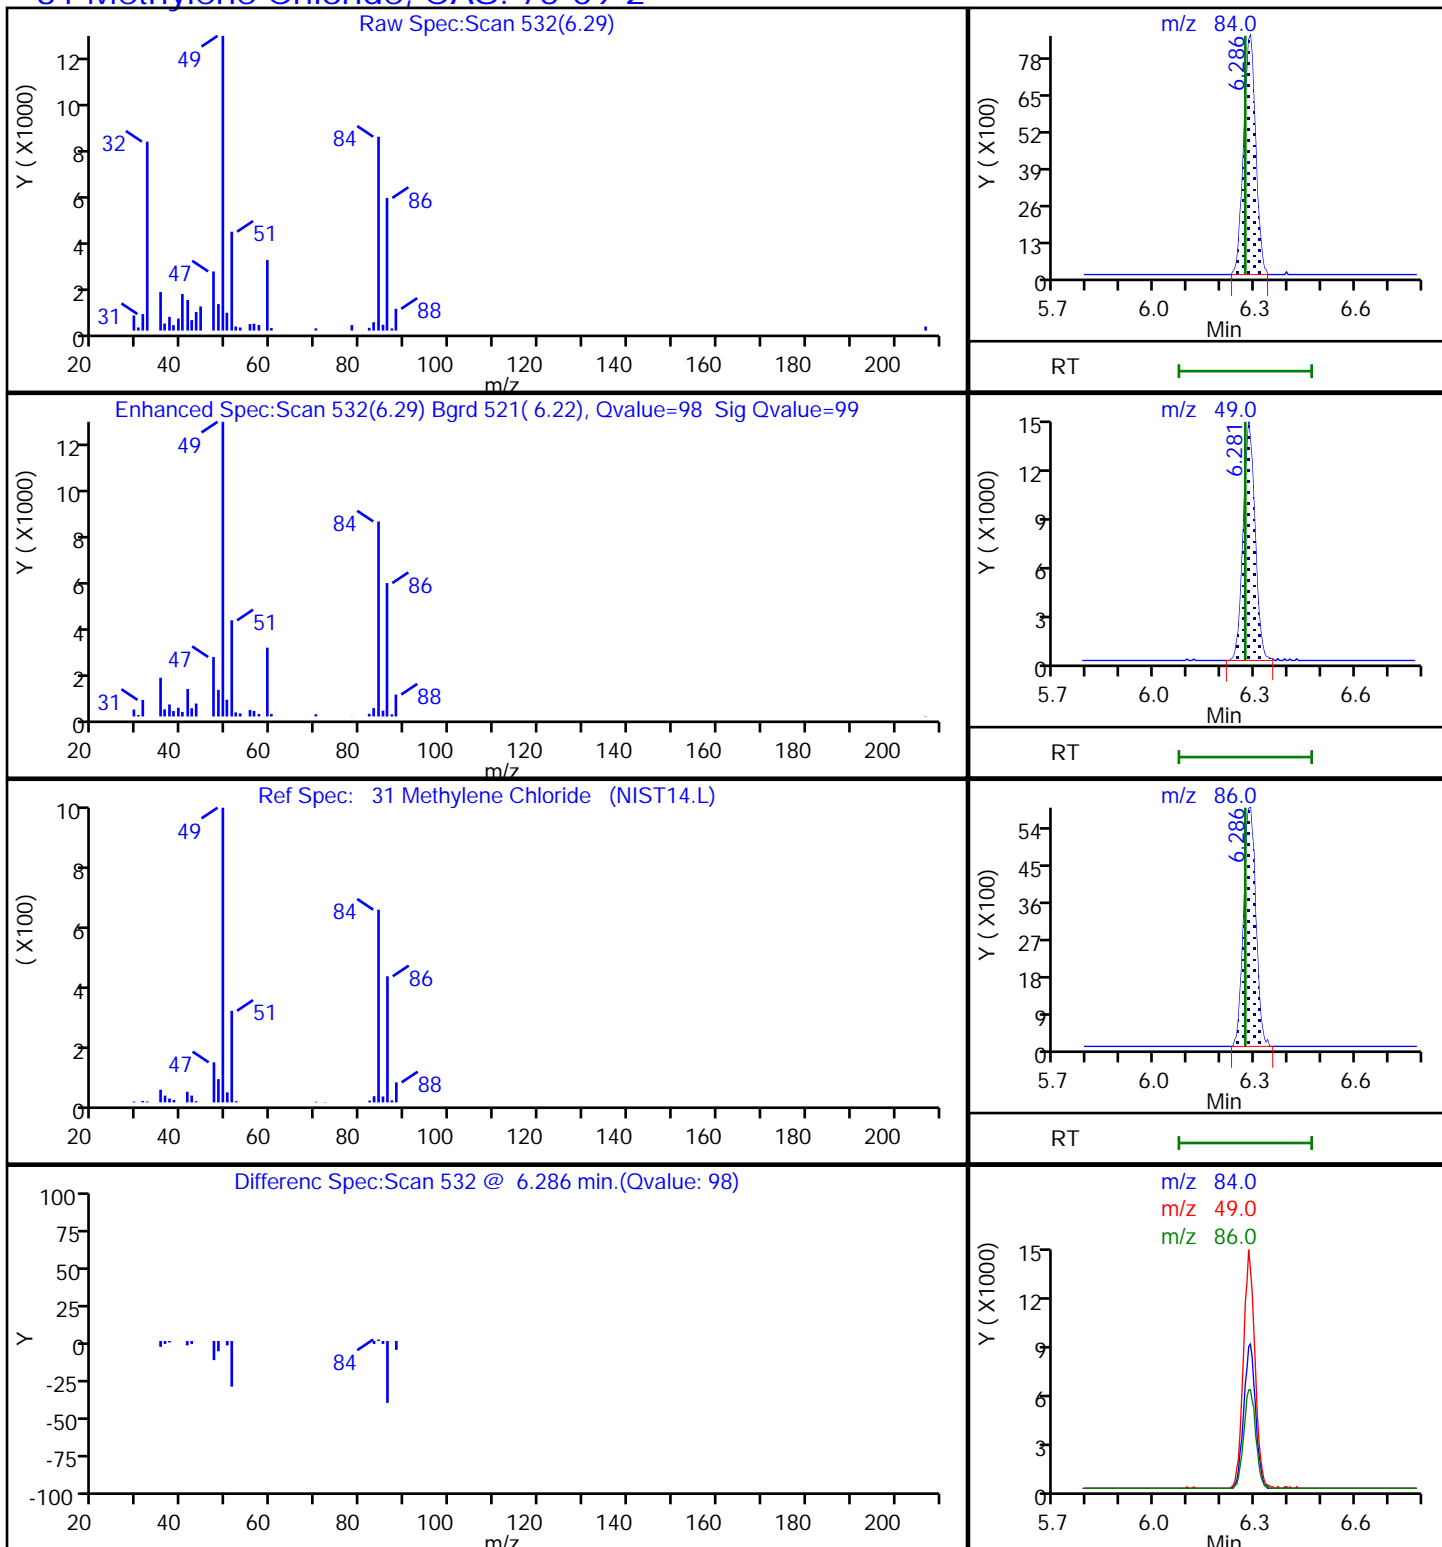 31 Methylene Chloride, CAS: 75-09-2
Raw Spec:Scan 532(6.29)
Y ( X1000)
12
10
8
6
4
2
0
49
32
84
86
51
47
31
88
20 40 60 80 100 120 140 160 180 200
m/z
m/z 84.0
Y ( X100)
78
65
52
39
26
13
0
6.286
5.7 6.0 6.3 6.6
Min
RT
Enhanced Spec:Scan 532(6.29) Bgrd 521( 6.22), Qvalue=98 Sig Qvalue=99
Y ( X1000)
12
10
8
6
4
2
0
49
84
86
51
47
31
88
20 40 60 80 100 120 140 160 180 200
m/z
m/z 49.0
Y ( X1000)
15
12
9
6
3
0
6.281
5.7 6.0 6.3 6.6
Min
RT
Ref Spec: 31 Methylene Chloride (NIST14.L)
( X100)
10
8
6
4
2
0
49
84
86
51
47
88
20 40 60 80 100 120 140 160 180 200
m/z 86.0
Y ( X100)
54
45
36
27
18
9
0
6.286
5.7 6.0 6.3 6.6
Min
RT
Differenc Spec:Scan 532 @ 6.286 min.(Qvalue: 98)
Y
100
75
50
25
0
-25
-50
-75
-100
84
20 40 60 80 100 120 140 160 180 200
m/z
m/z 84.0
m/z 49.0
m/z 86.0
Y ( X1000)
15
12
9
6
3
0
5.7 6.0 6.3 6.6
Min